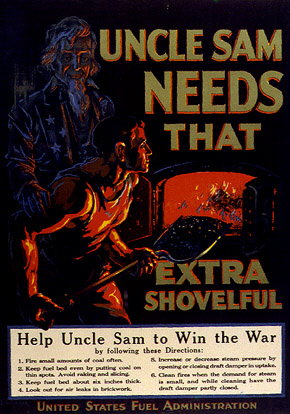 UNCLE SAM
NEEDS
THAT
EXTRA
SHOVELFUL
Help Uncle Sam to Win the War
by following these Directions:
1. Fire small amounts of coal often.
2. Keep fuel bed even by putting coal on
thin spots. Avoid raking and slicing.
3. Keep fuel bed about six inches thick.
4. Look out for air leaks in brickwork.
5. Increase or decrease steam pressure by
opening or closing draft damper in uptake.
6. Clean fires when the demand for steam
is small, and while cleaning have the
draft damper partly closed.
UNITED STATES FUEL ADMINISTRATION